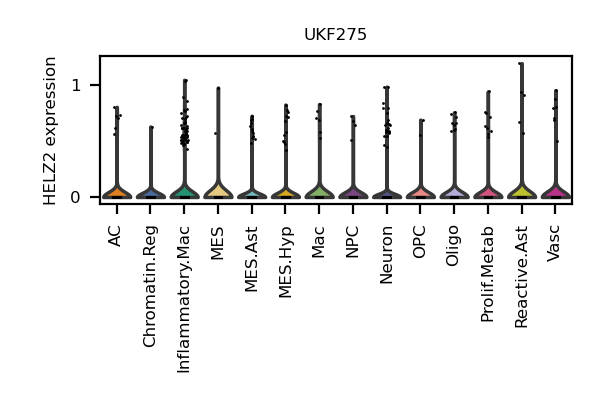 UKF275
HELZ2 expression
1
0
AC
Chromatin.Reg
Inflammatory.Mac
MES
MES.Ast
MES.Hyp
Mac
NPC
Neuron
OPC
Oligo
Prolif.Metab
Reactive.Ast
Vasc